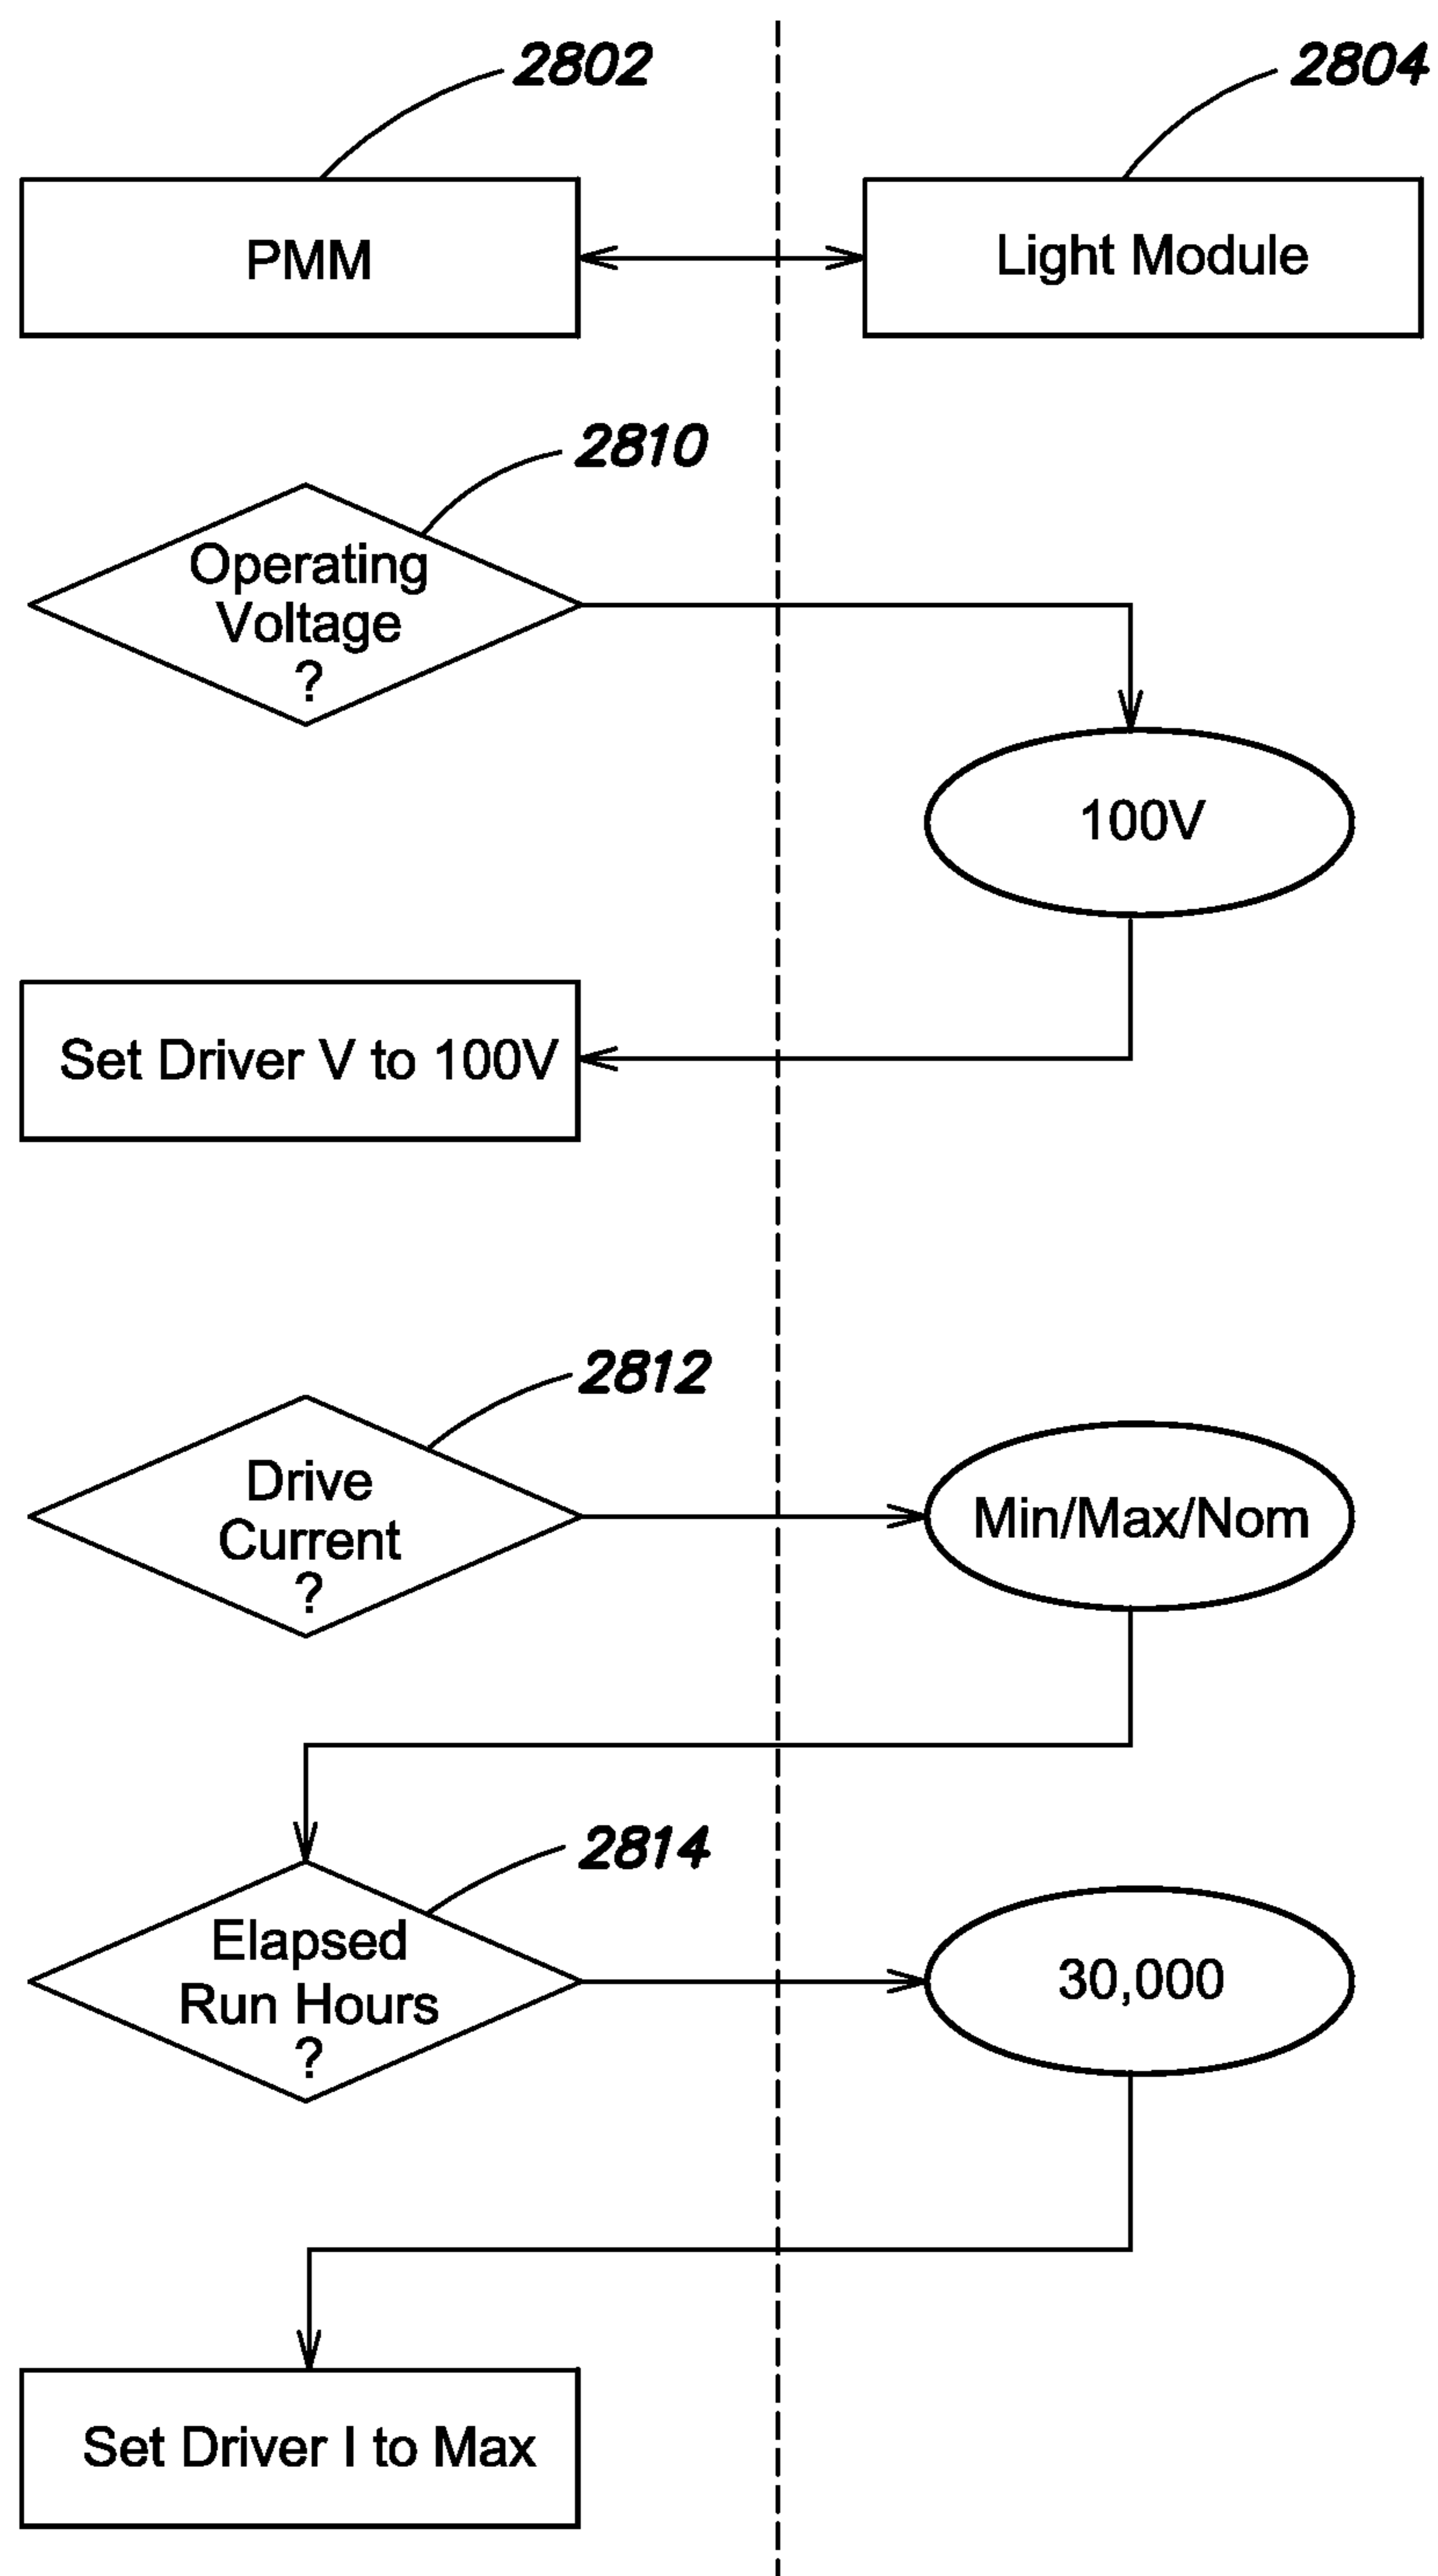 2802
2804
PMM
Light Module
2810
Operating
Voltage
?
100V
Set Driver V to 100V
2812
Drive
Current
?
Min/Max/Nom
2814
Elapsed
Run Hours
?
30,000
Set Driver I to Max